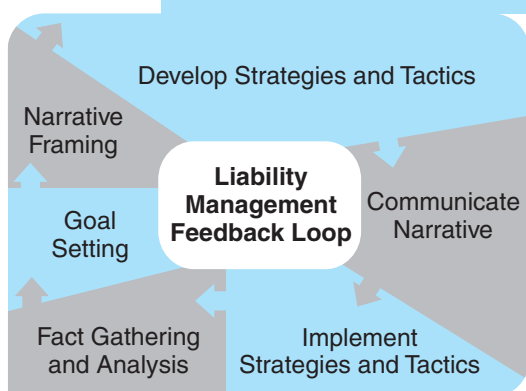 Develop Strategies and Tactics
Narrative
Framing
Liability
Management
Feedback Loop
Communicate
Narrative
Goal
Setting
Fact Gathering
and Analysis
Implement
Strategies and Tactics